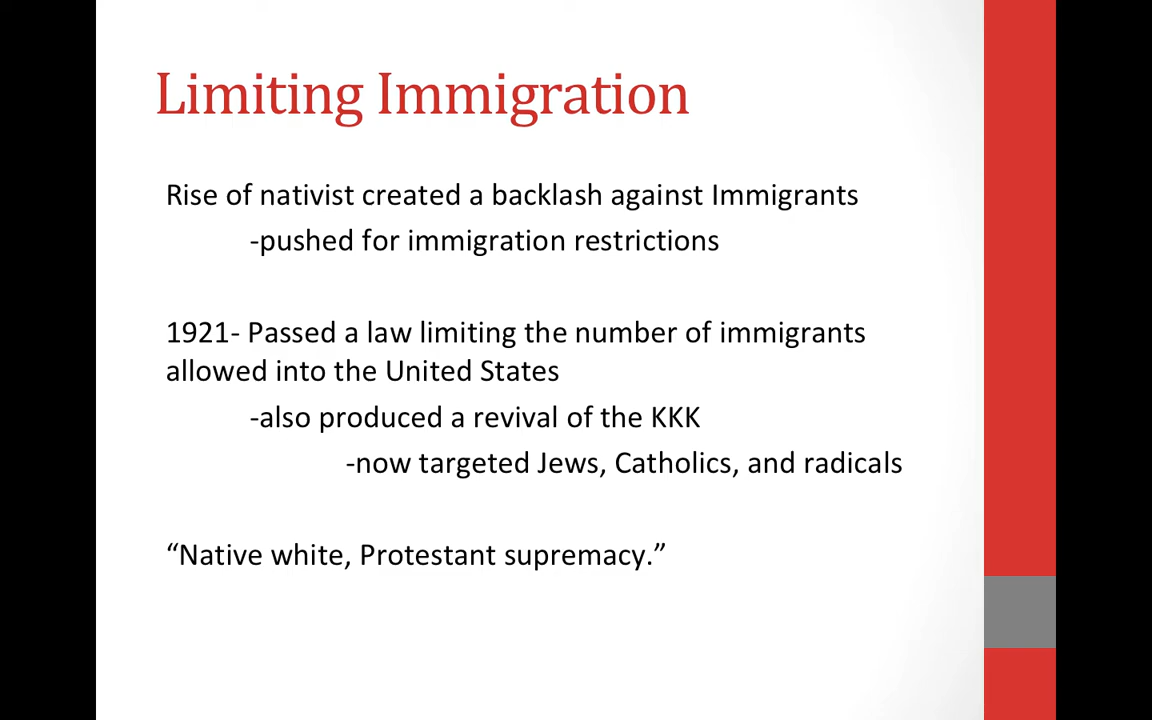 Limiting Immigration
Rise of nativist created a backlash against Immigrants
-pushed for immigration restrictions
1921- Passed a law limiting the number of immigrants
allowed into the United States
-also produced a revival of the KKK
-now targeted Jews, Catholics, and radicals
“Native white, Protestant supremacy.”